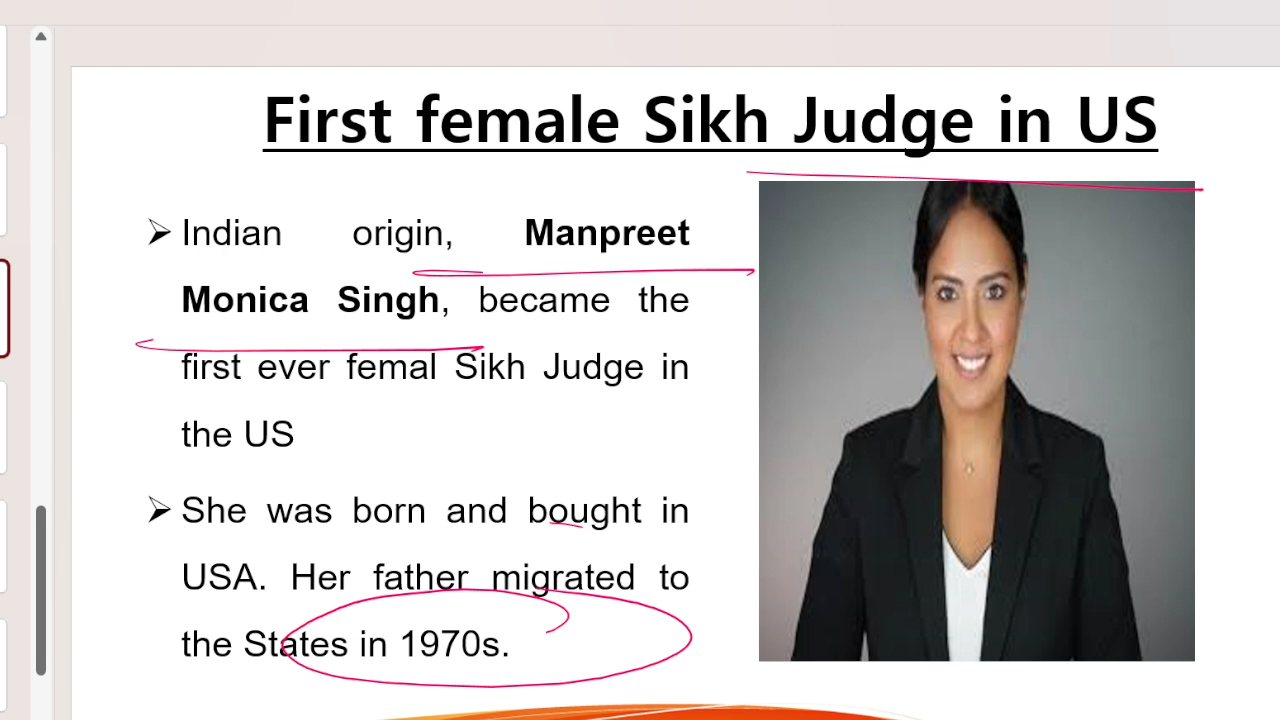 First female Sikh Judge in US
Indian origin, Manpreet
Monica Singh, became the
first ever femal Sikh Judge in
the US
She was born and bought in
USA. Her father migrated to
the States in 1970s.